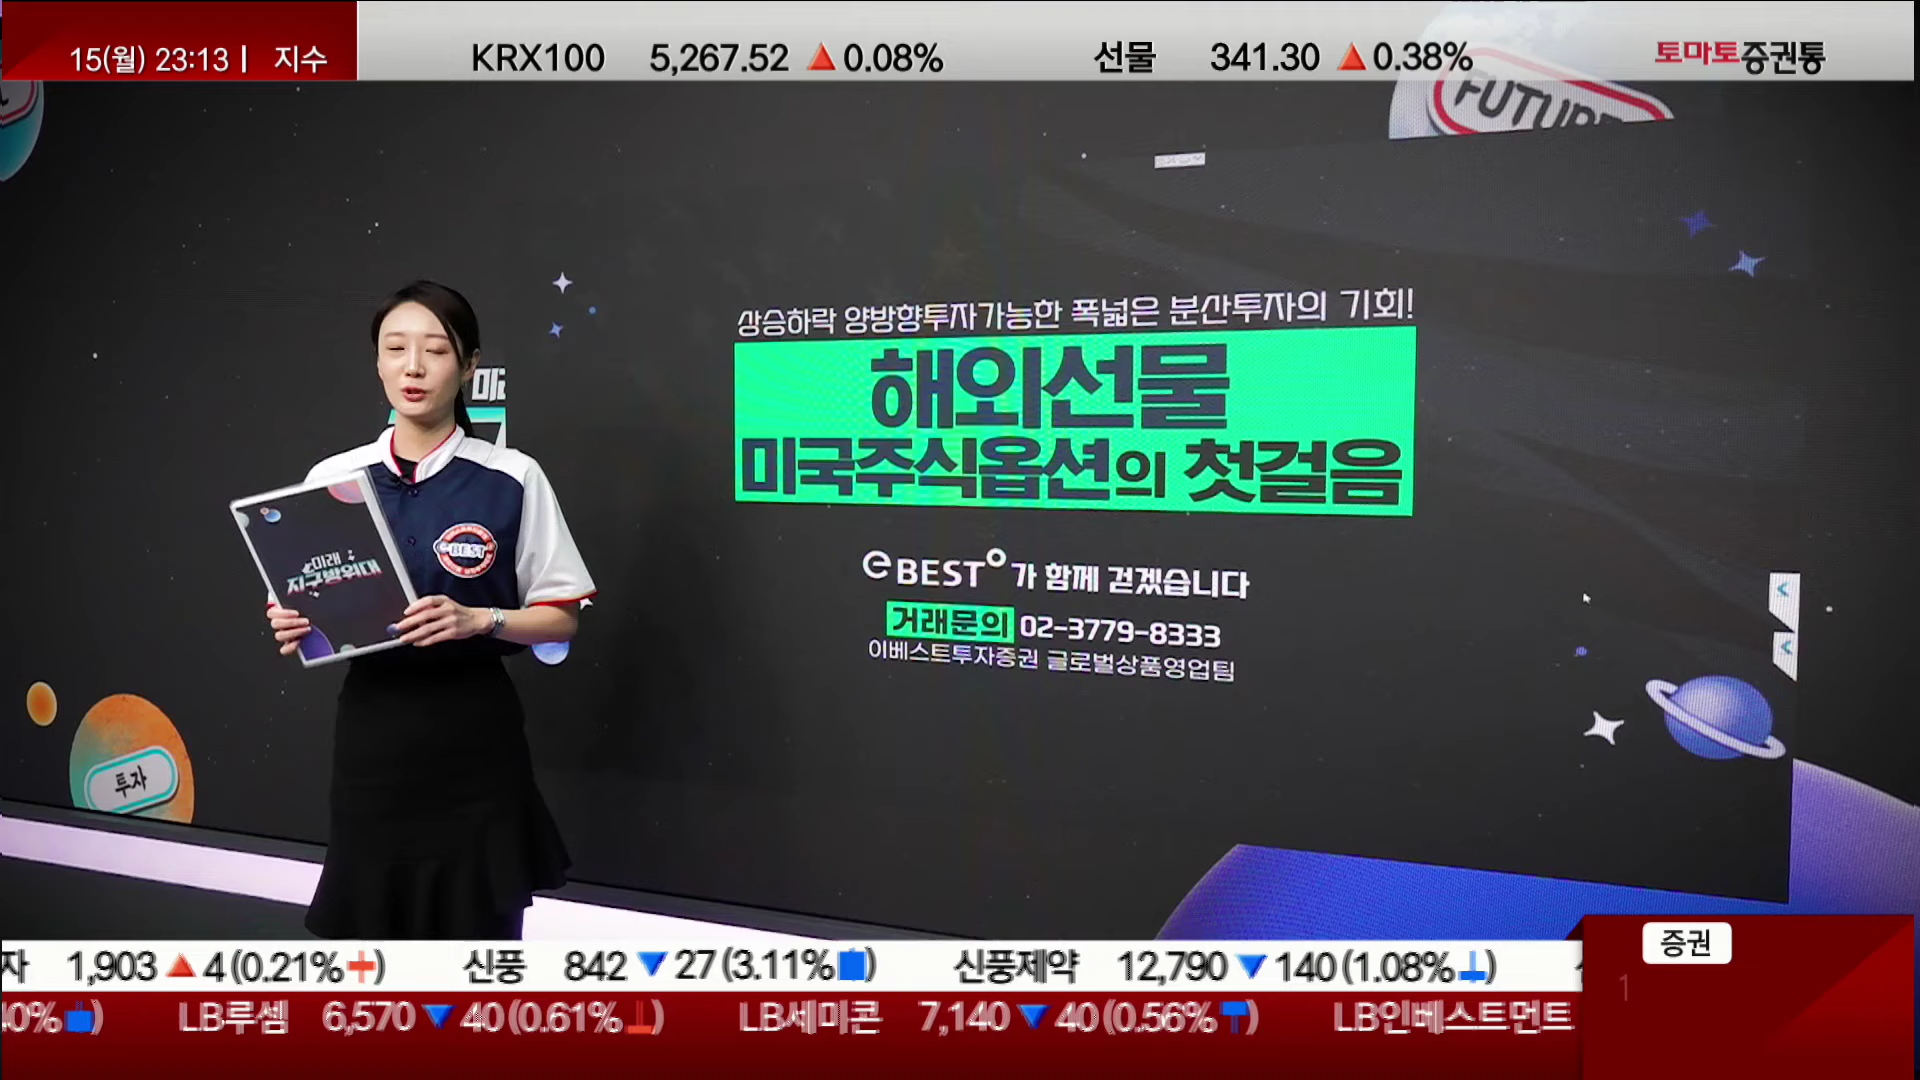 15(월) 23:13 | 지수
KRX100 5,267.52 ▲ 0.08% 선물 341.30 ▲ 0.38%
토마토증권통
상승하락 양방향투자가능한 폭넓은 분산투자의 기회!
해외선물
미국주식옵션의 첫걸음
eBEST가 함께 걷겠습니다
거래문의 02-3779-8333
이베스트투자증권 글로벌상품영업팀
eBEST
미래
지구방위대
투자
자 1,903 ▲ 4 (0.21%) 신풍 842 ▼ 27 (3.11%) 신풍제약 12,790 ▼ 140 (1.08%)
LB루셈 6,570 ▼ 40 (0.61%) LB세미콘 7,140 ▼ 40 (0.56%) LB인베스트먼트
증권
1